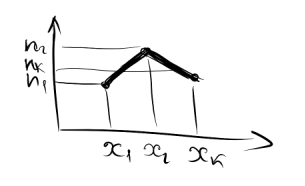 n₂
nₖ
n₁
x₁ x₂ xₖ